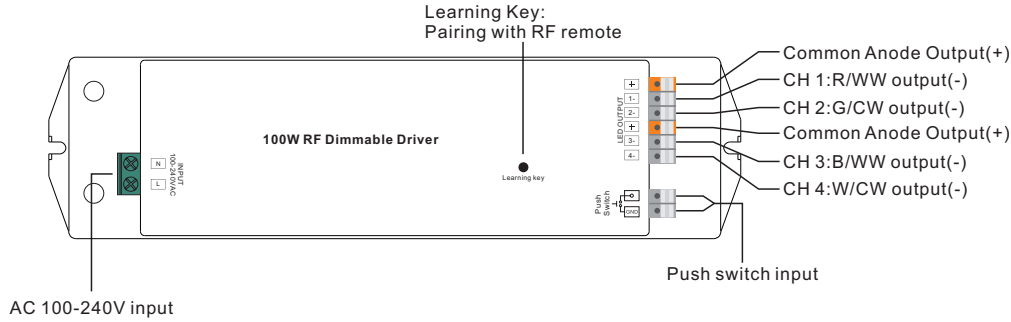 Learning Key:
Pairing with RF remote
Common Anode Output(+)
CH 1:R/WW output(-)
CH 2:G/CW output(-)
Common Anode Output(+)
CH 3:B/WW output(-)
CH 4:W/CW output(-)
Push switch input
AC 100-240V input
100W RF Dimmable Driver
Learning key
N
L
INPUT
100-240VAC
LED OUTPUT
+
1-
2-
+
3-
4-
Push
Switch
GND